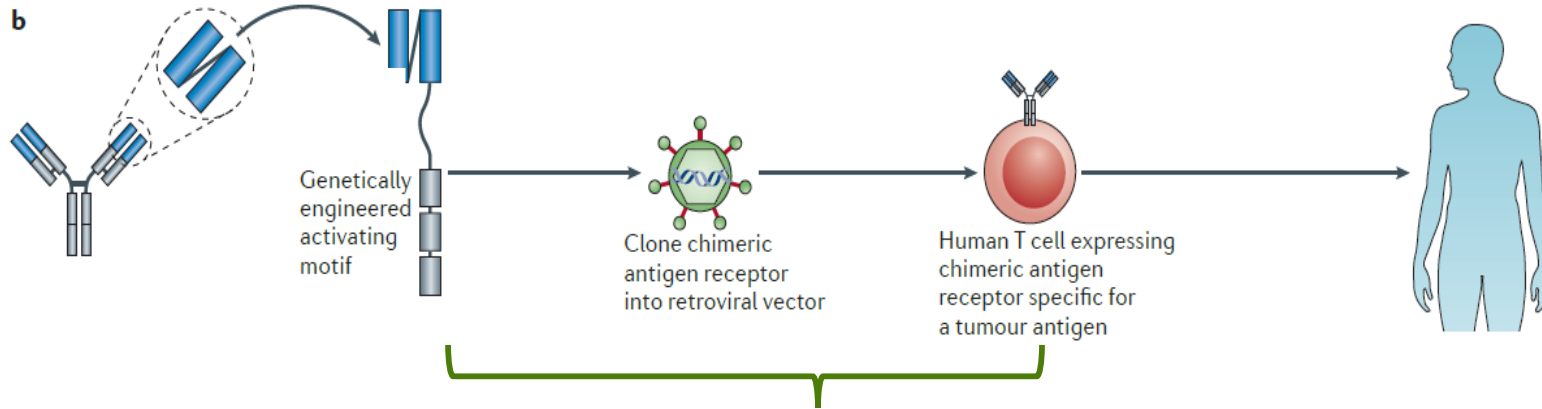 b
Genetically
engineered
activating
motif
Clone chimeric
antigen receptor
into retroviral vector
Human T cell expressing
chimeric antigen
receptor specific for
a tumour antigen